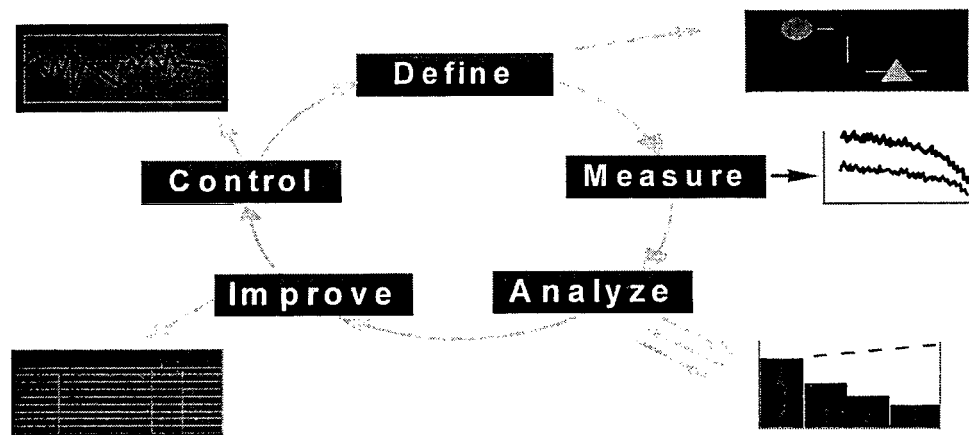 Define
Measure
Analyze
Improve
Control